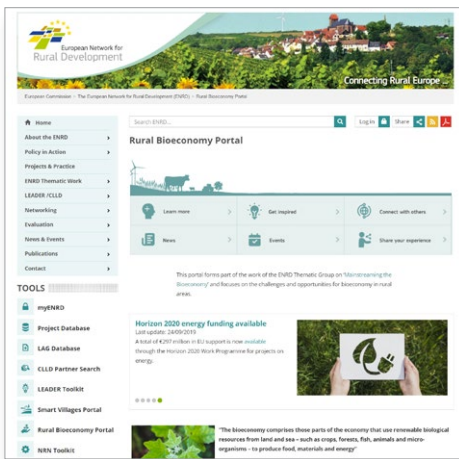 European Network for
Rural Development
Connecting Rural Europe ...
European Commission > The European Network for Rural Development (ENRD) > Rural Bioeconomy Portal
Home
About the ENRD
Policy in Action
Projects & Practice
ENRD Thematic Work
LEADER /CLLD
Networking
Evaluation
News & Events
Publications
Contact
TOOLS
myENRD
Project Database
LAG Database
CLLD Partner Search
LEADER Toolkit
Smart Villages Portal
Rural Bioeconomy Portal
NRN Toolkit
Search ENRD...
Log in
Share
Rural Bioeconomy Portal
Learn more
Get inspired
Connect with others
News
Events
Share your experience
This portal forms part of the work of the ENRD Thematic Group on 'Mainstreaming the
Bioeconomy' and focuses on the challenges and opportunities for bioeconomy in rural
areas.
Horizon 2020 energy funding available
Last update: 24/09/2019
A total of €297 million in EU support is now available
through the Horizon 2020 Work Programme for projects on
energy.
"The bioeconomy comprises those parts of the economy that use renewable biological
resources from land and sea – such as crops, forests, fish, animals and micro-
organisms – to produce food, materials and energy"